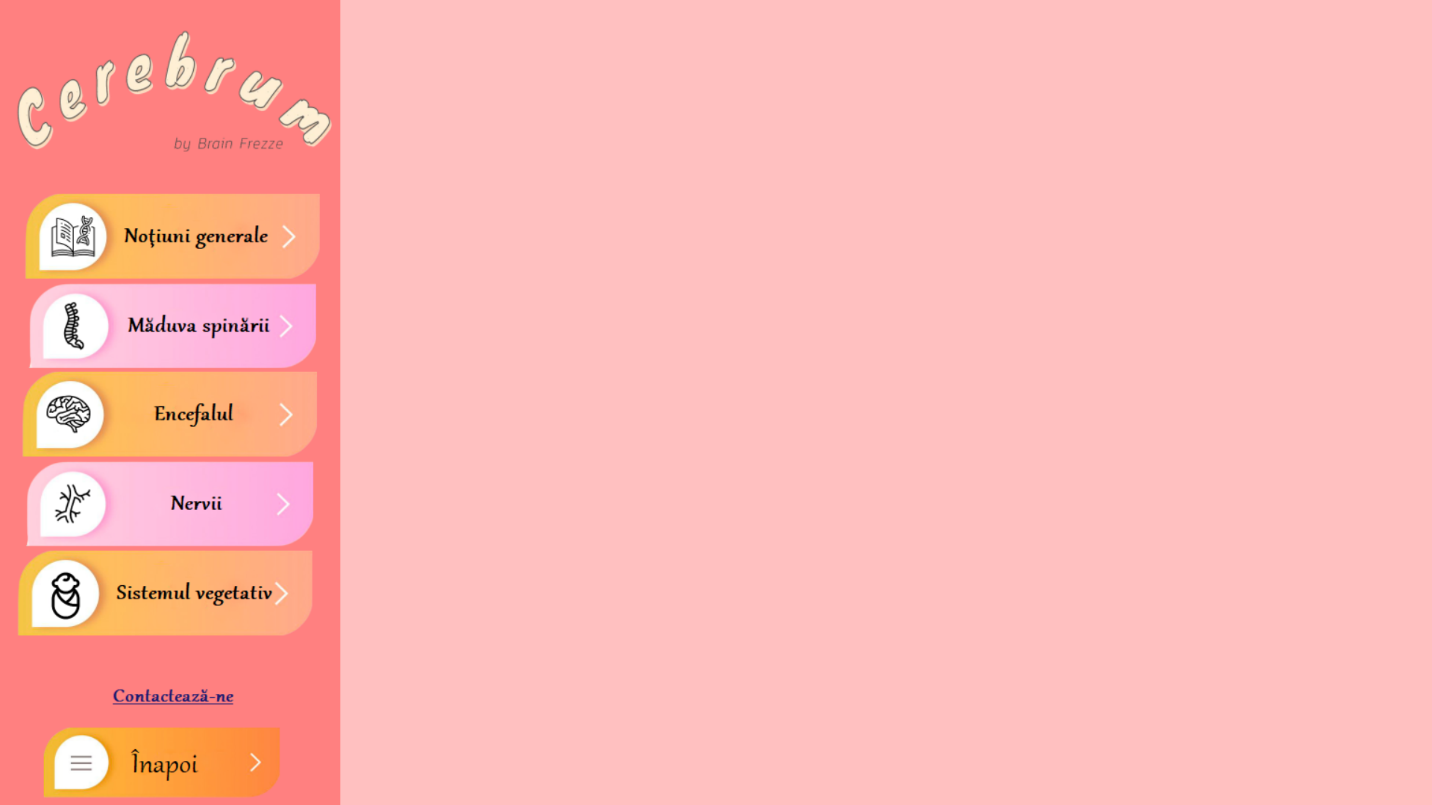 Cerebrum
by Brain Frezze
Noțiuni generale
Măduva spinării
Encefalul
Nervii
Sistemul vegetativ
Contactează-ne
Înapoi